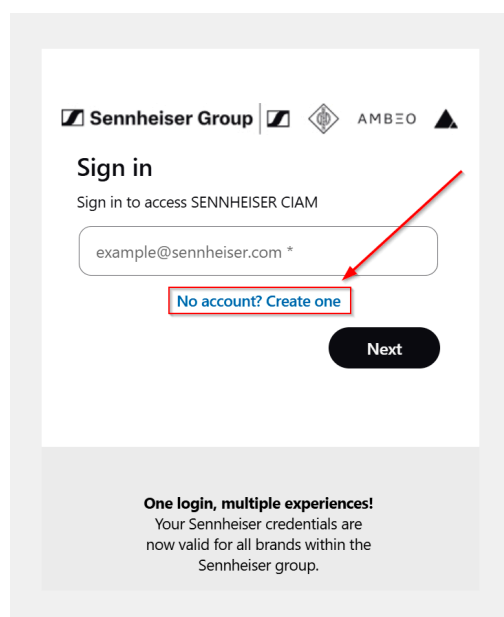 Sennheiser Group AMBEO
Sign in
Sign in to access SENNHEISER CIAM
example@sennheiser.com *
No account? Create one
Next
One login, multiple experiences!
Your Sennheiser credentials are
now valid for all brands within the
Sennheiser group.